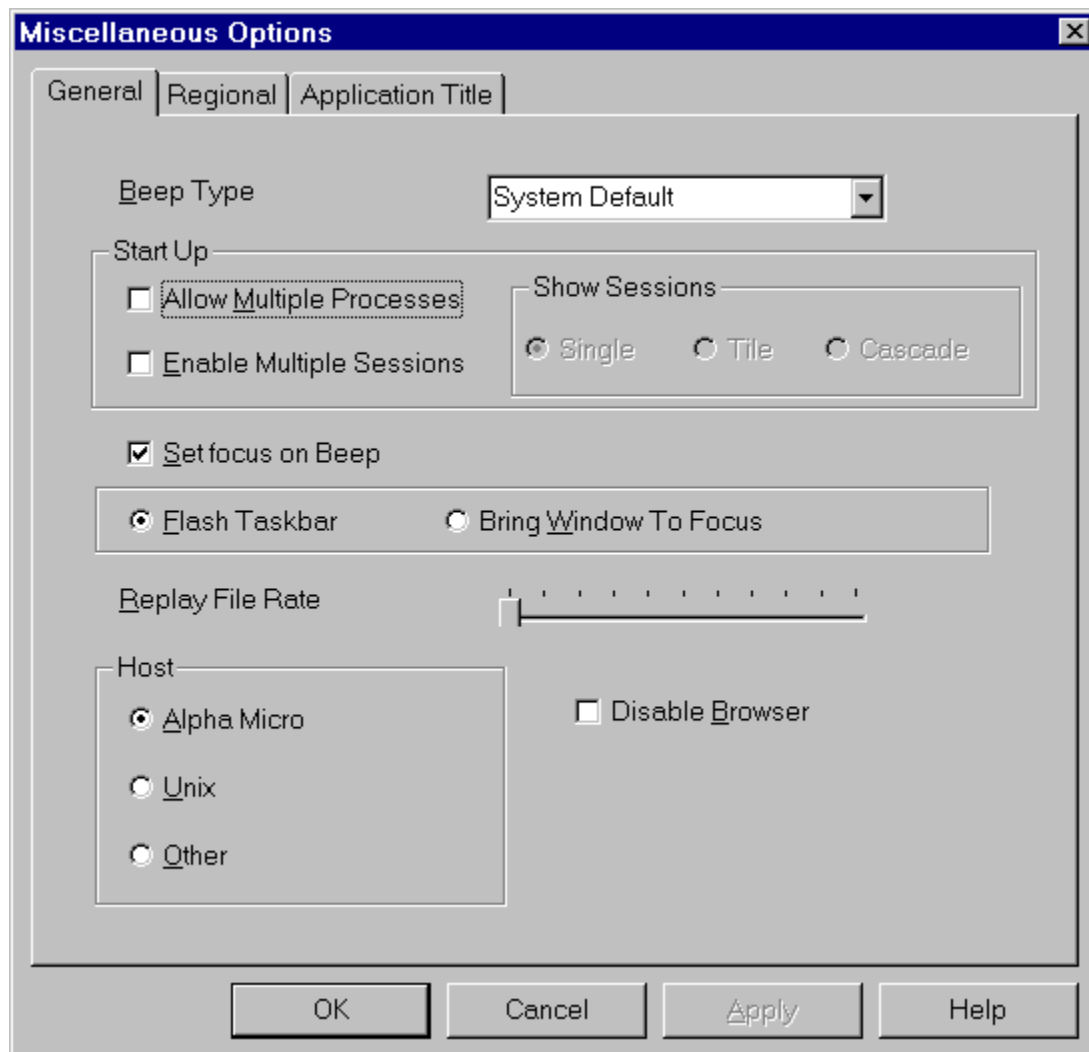 Miscellaneous Options
General Regional Application Title
Beep Type System Default
Start Up
Allow Multiple Processes
Show Sessions
Single Tile Cascade
Enable Multiple Sessions
Set focus on Beep
Flash Taskbar Bring Window To Focus
Replay File Rate
Host
Alpha Micro
Disable Browser
Unix
Other
OK Cancel Apply Help